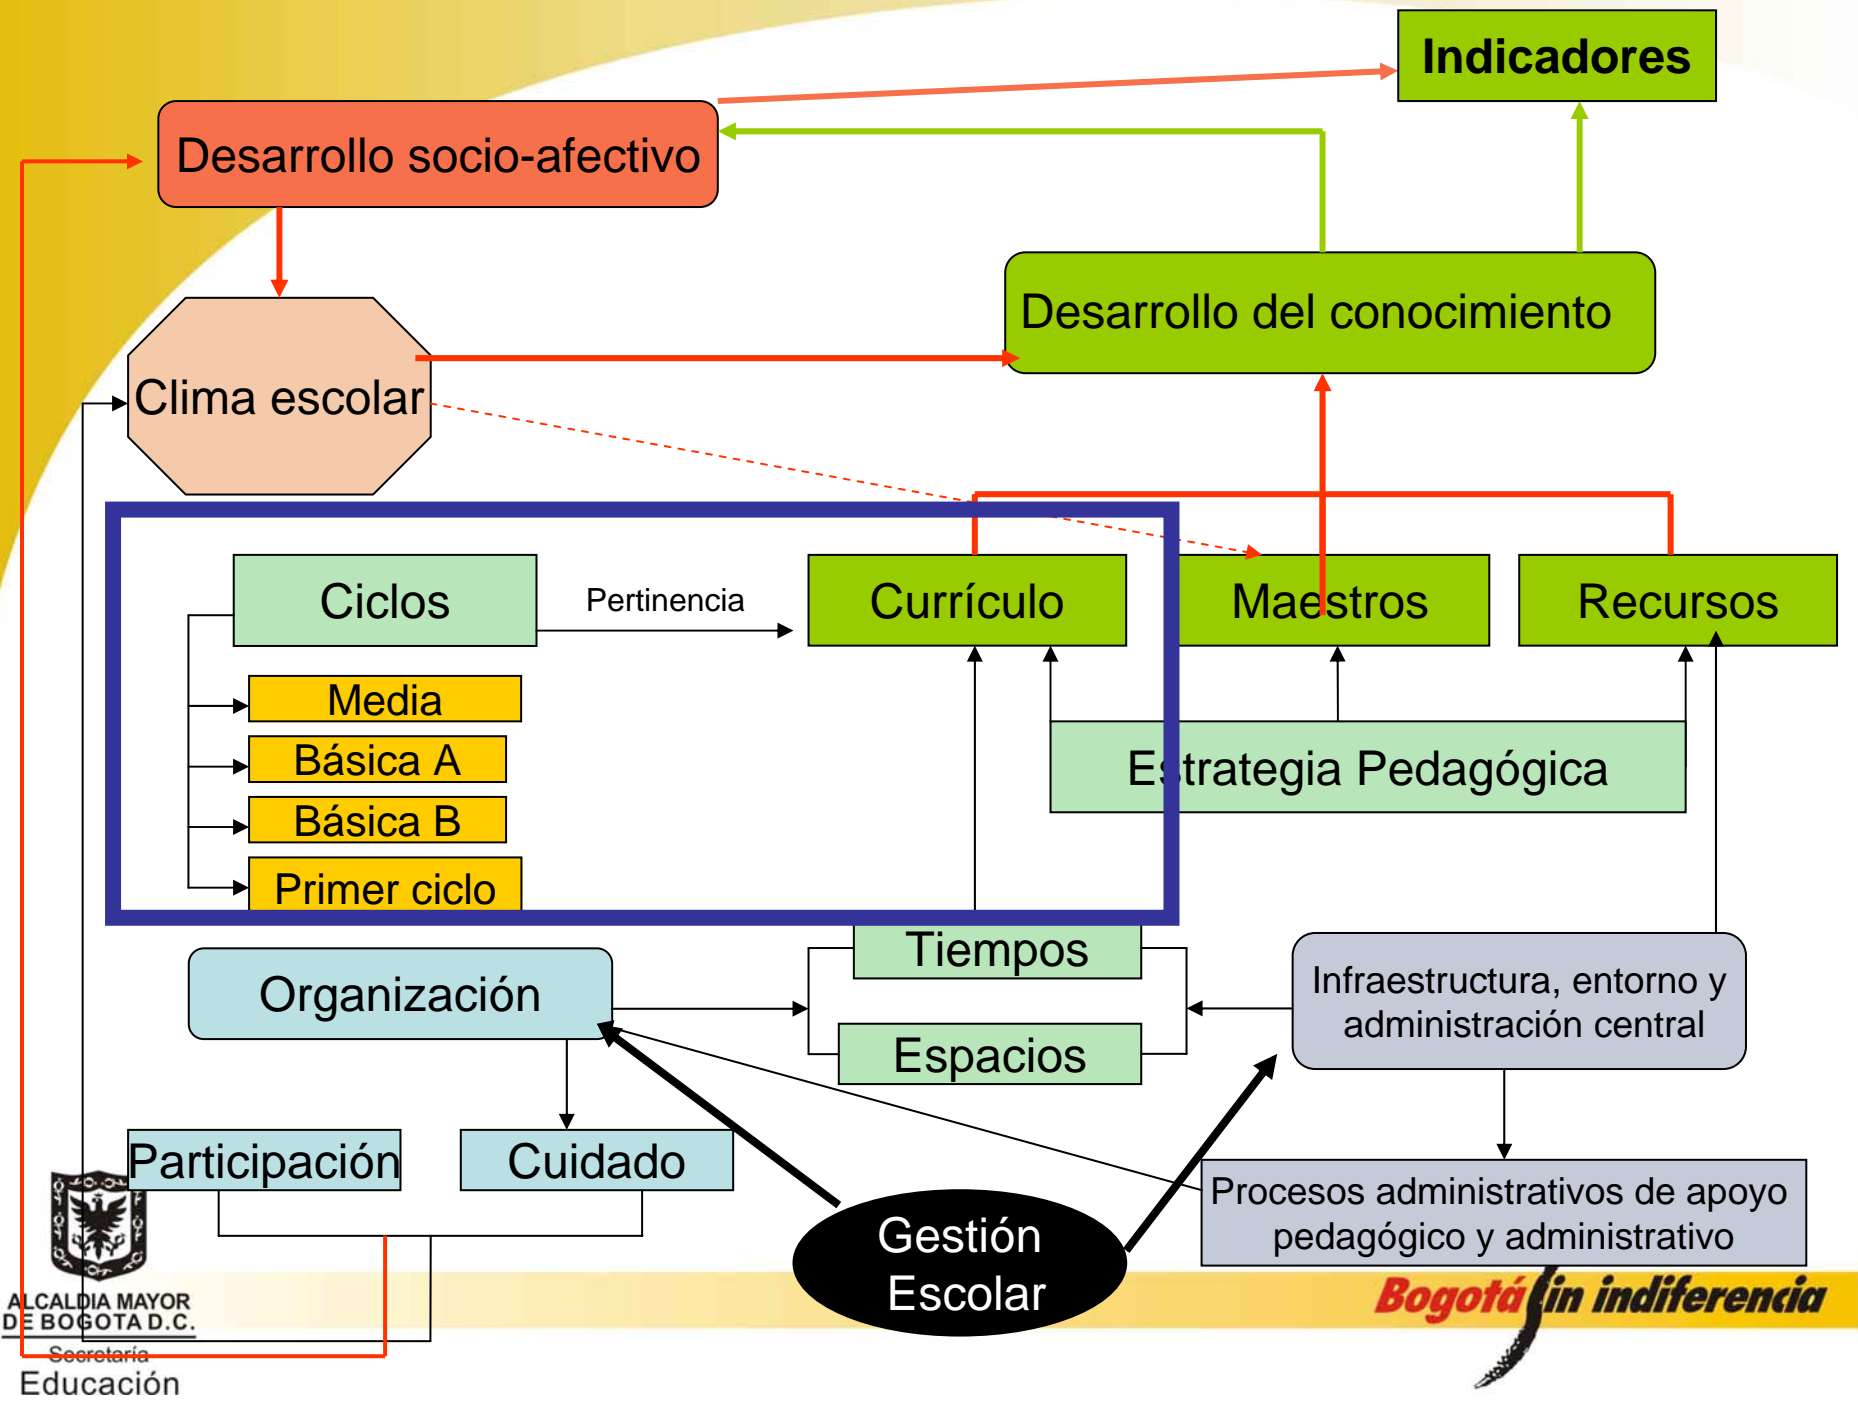 Indicadores
Desarrollo socio-afectivo
Desarrollo del conocimiento
Clima escolar
Ciclos
Pertinencia
Currículo
Maestros
Recursos
Media
Básica A
Básica B
Primer ciclo
Estrategia Pedagógica
Tiempos
Organización
Espacios
Infraestructura, entorno y
administración central
Participación
Cuidado
Procesos administrativos de apoyo
pedagógico y administrativo
Gestión
Escolar
ALCALDIA MAYOR
DE BOGOTA D.C.
Secretaría
Educación
Bogotá sin indiferencia